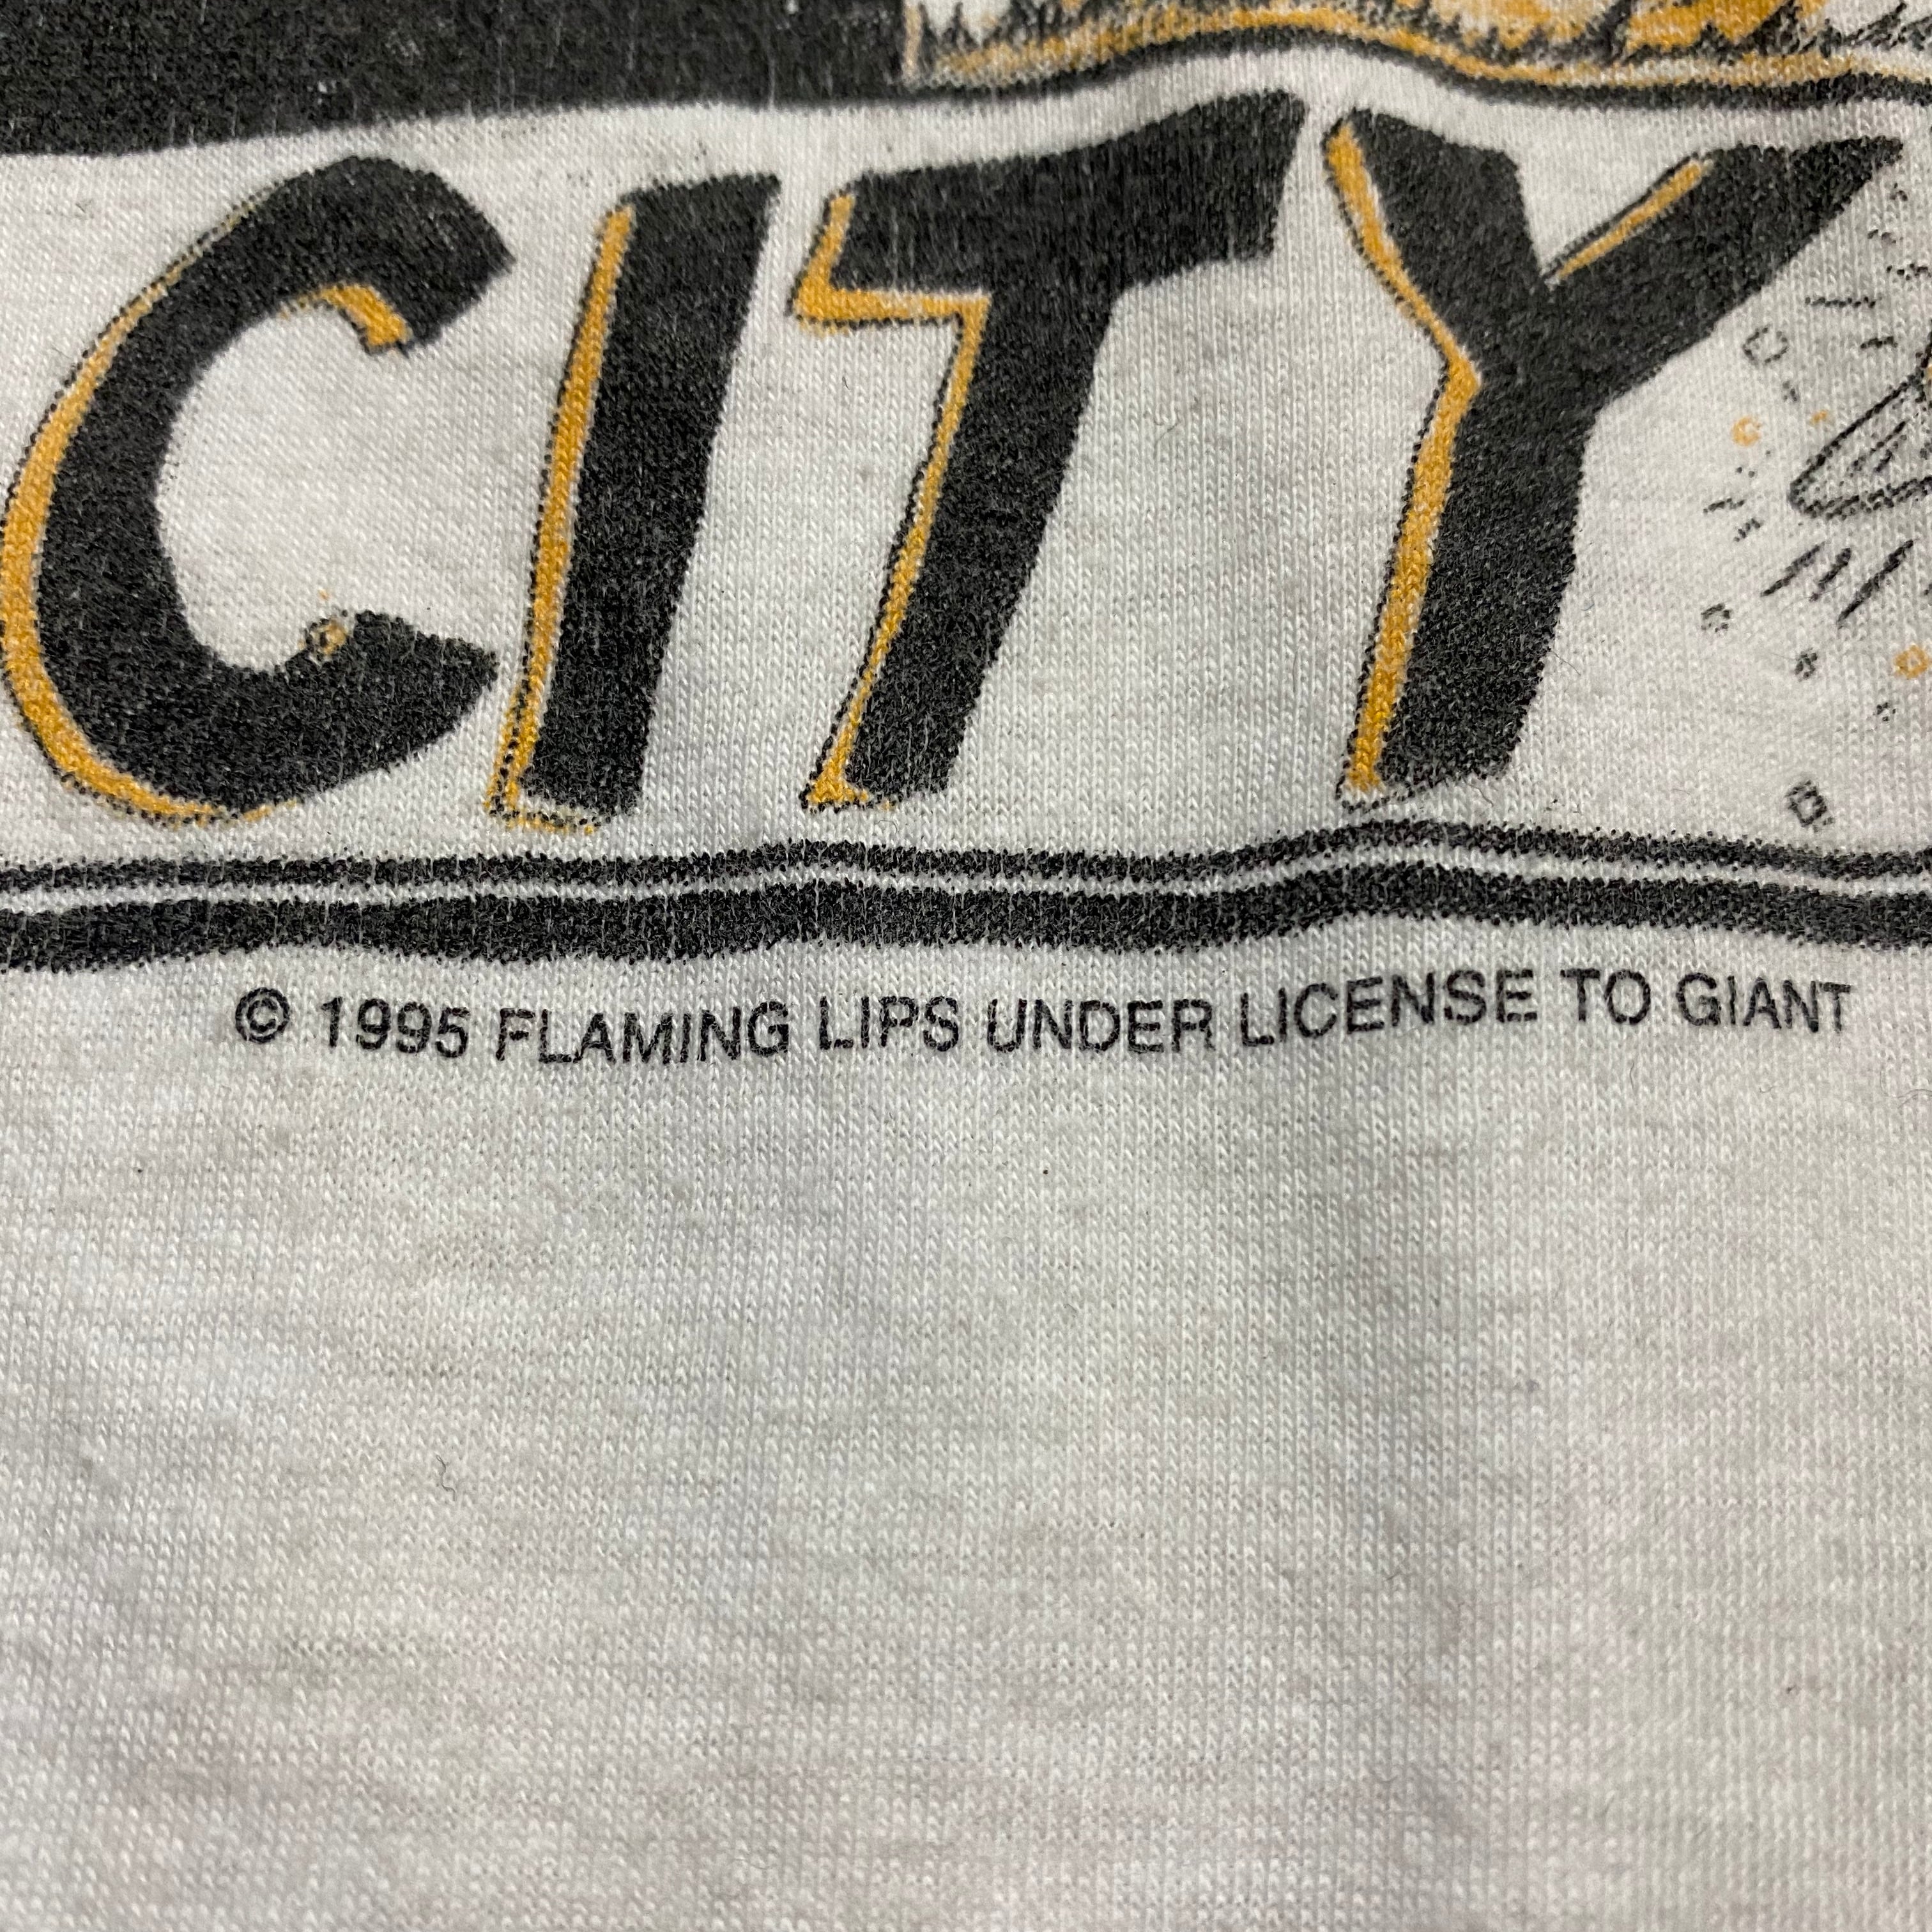 CITY
© 1995 FLAMING LIPS UNDER LICENSE TO GIANT